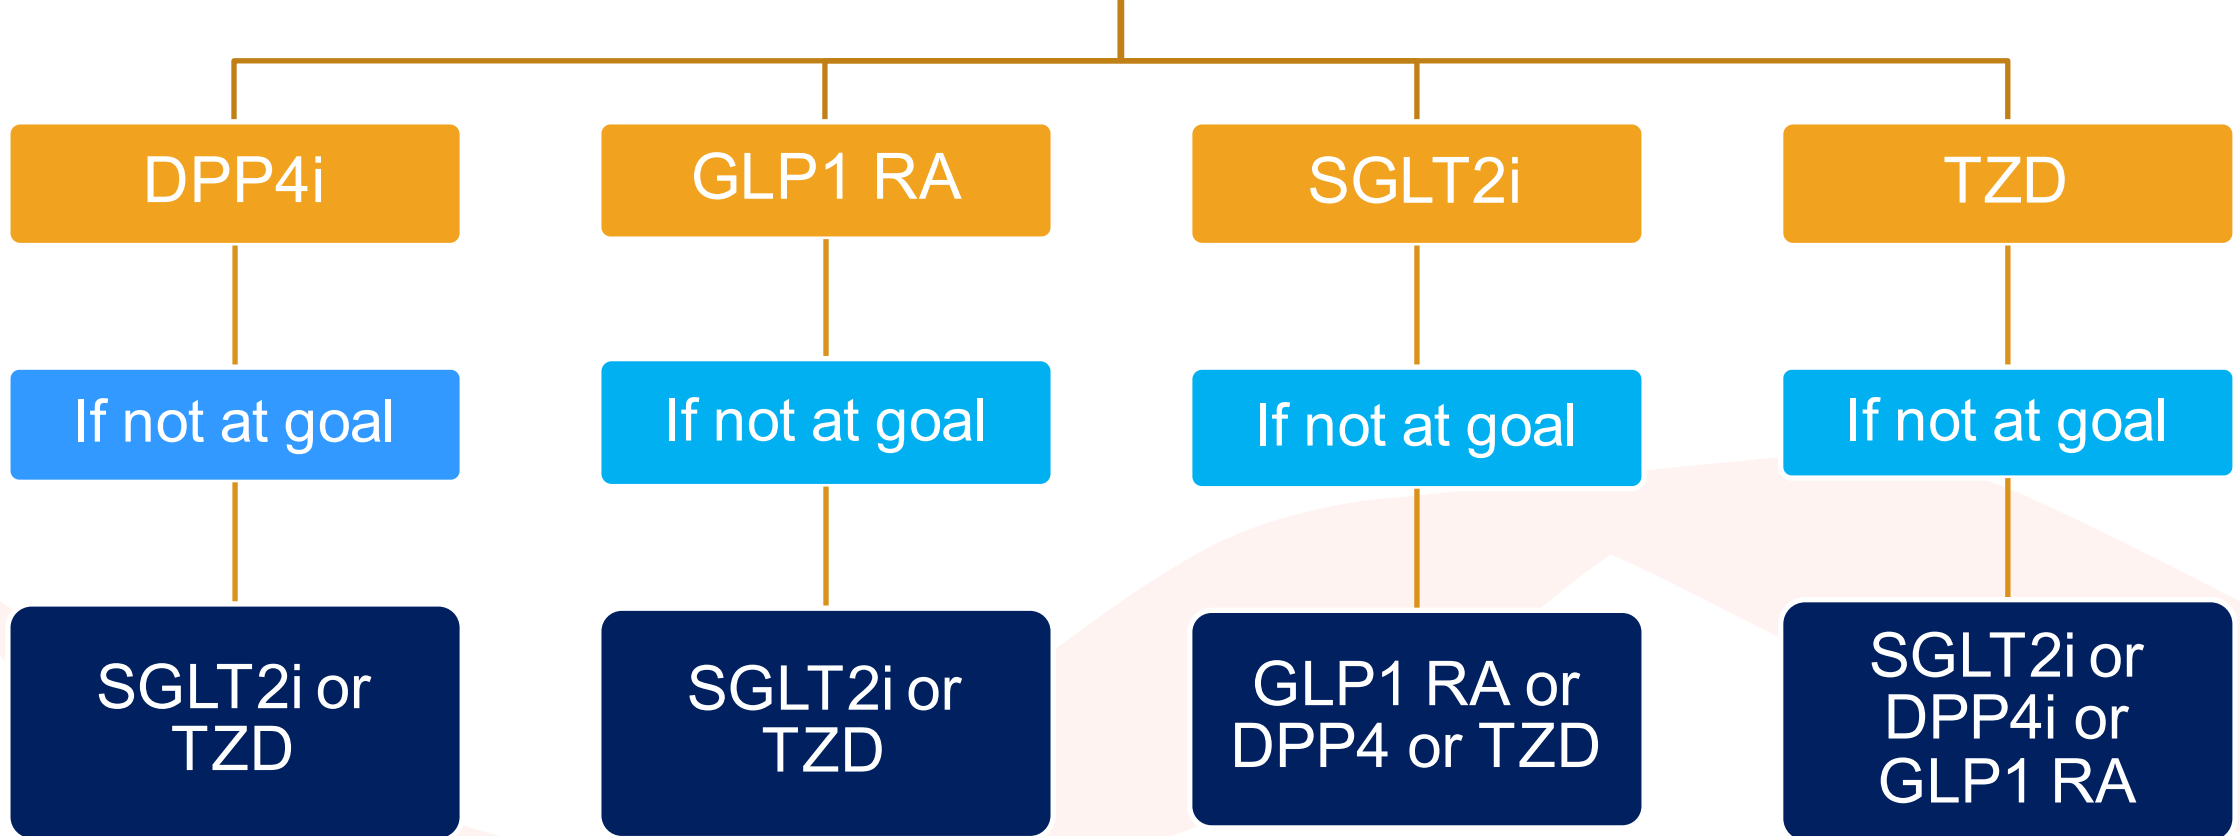 DPP4i
GLP1 RA
SGLT2i
TZD
If not at goal
If not at goal
If not at goal
If not at goal
SGLT2i or
TZD
SGLT2i or
TZD
GLP1 RA or
DPP4 or TZD
SGLT2i or
DPP4i or
GLP1 RA